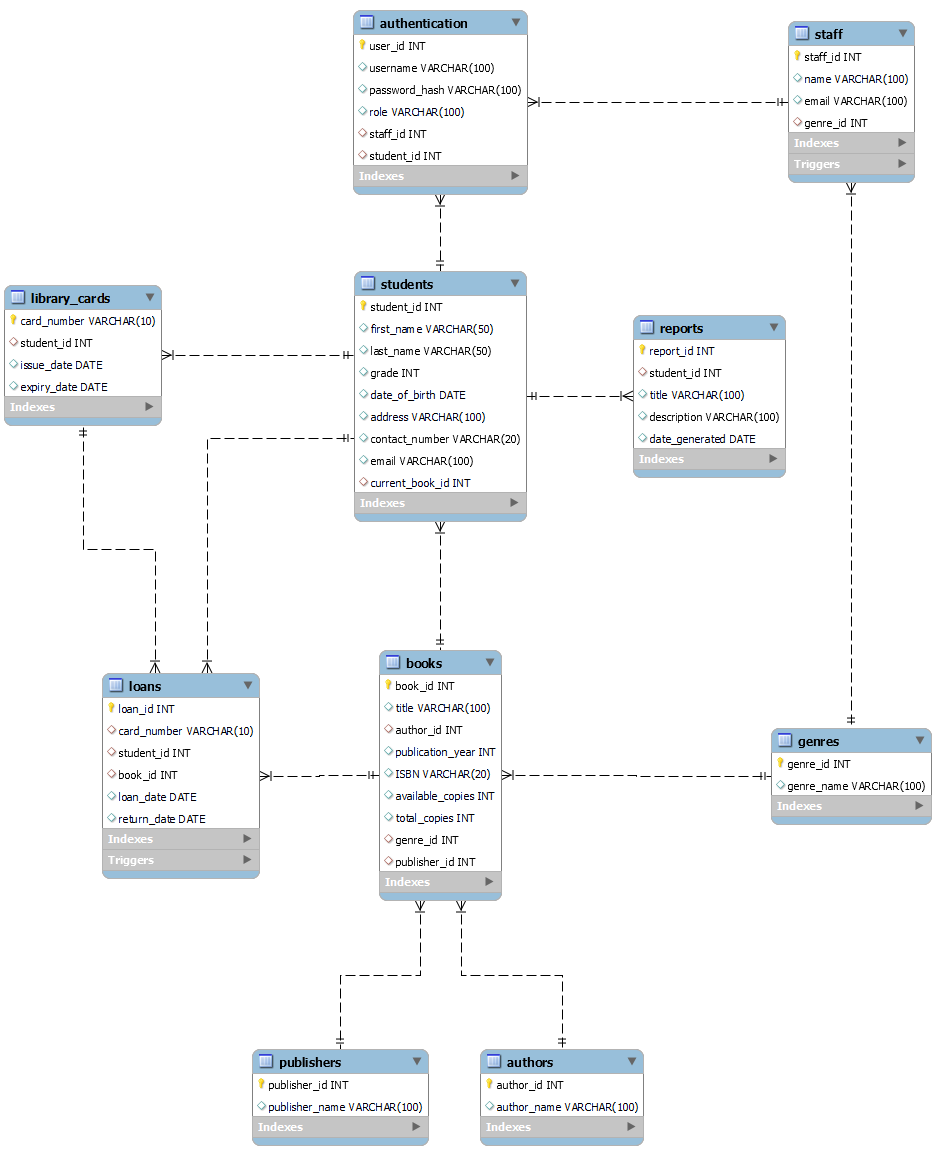 authentication
user_id INT
username VARCHAR(100)
password_hash VARCHAR(100)
role VARCHAR(100)
staff_id INT
student_id INT
Indexes
staff
staff_id INT
name VARCHAR(100)
email VARCHAR(100)
genre_id INT
Indexes
Triggers
library_cards
card_number VARCHAR(10)
student_id INT
issue_date DATE
expiry_date DATE
Indexes
students
student_id INT
first_name VARCHAR(50)
last_name VARCHAR(50)
grade INT
date_of_birth DATE
address VARCHAR(100)
contact_number VARCHAR(20)
email VARCHAR(100)
current_book_id INT
Indexes
reports
report_id INT
student_id INT
title VARCHAR(100)
description VARCHAR(100)
date_generated DATE
Indexes
loans
loan_id INT
card_number VARCHAR(10)
student_id INT
book_id INT
loan_date DATE
return_date DATE
Indexes
Triggers
books
book_id INT
title VARCHAR(100)
author_id INT
publication_year INT
ISBN VARCHAR(20)
available_copies INT
total_copies INT
genre_id INT
publisher_id INT
Indexes
genres
genre_id INT
genre_name VARCHAR(100)
Indexes
publishers
publisher_id INT
publisher_name VARCHAR(100)
Indexes
authors
author_id INT
author_name VARCHAR(100)
Indexes